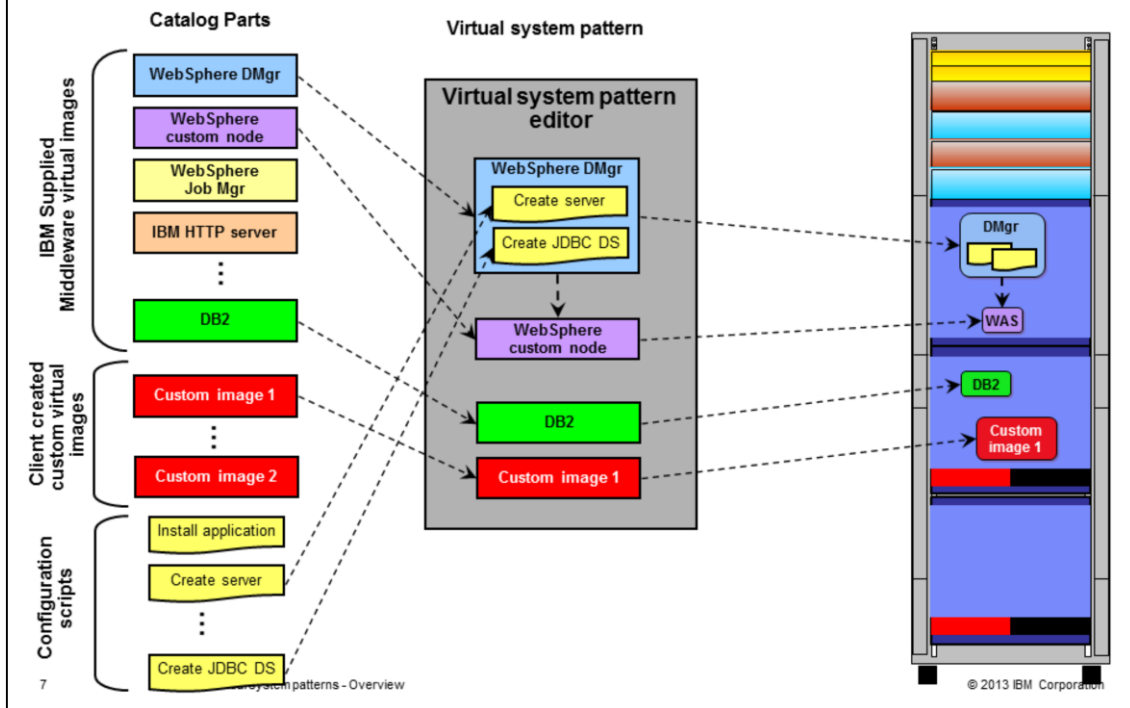 Catalog Parts
Virtual system pattern
IBM Supplied
Middleware virtual images
WebSphere DMgr
WebSphere
custom node
WebSphere
Job Mgr
IBM HTTP server
DB2
Client created
custom virtual
images
Custom image 1
Custom image 2
Configuration
scripts
Install application
Create server
Create JDBC DS
Virtual system pattern
editor
WebSphere DMgr
Create server
Create JDBC DS
WebSphere
custom node
DB2
Custom image 1
DMgr
WAS
DB2
Custom
image 1
7
system patterns - Overview
© 2013 IBM Corporation